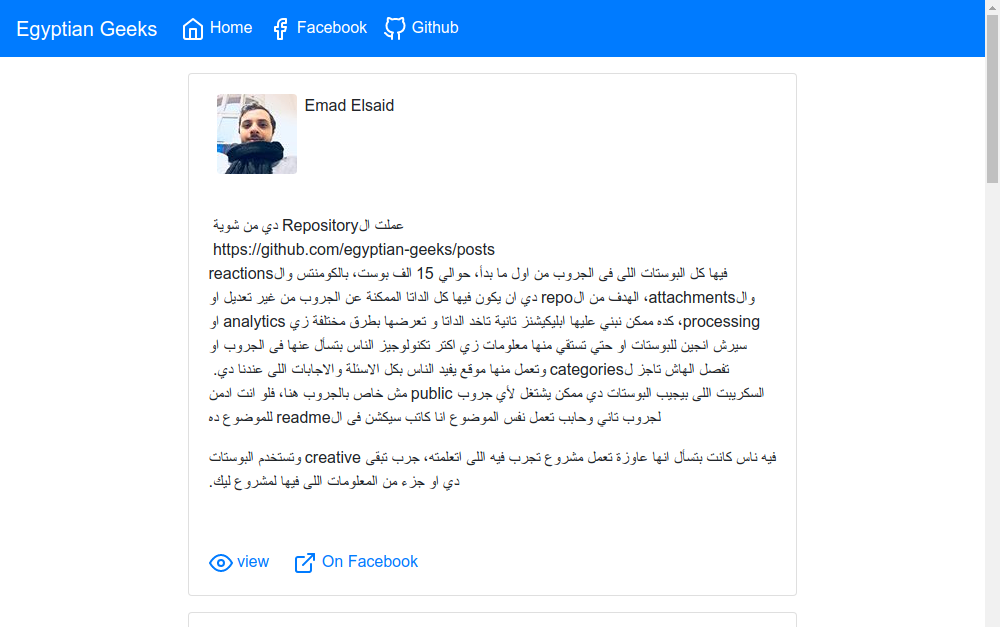 Egyptian Geeks
Home
Facebook
Github
Emad Elsaid
عملت الRepository دي من شوية
https://github.com/egyptian-geeks/posts
فيها كل البوستات اللى فى الجروب من اول ما بدأ، حوالي 15 الف بوست، بالكومنتس والreactions
والattachments، الهدف من الrepo دي ان يكون فيها كل الداتا الممكنة عن الجروب من غير تعديل او
processing، كده ممكن نبني عليها ابليكيشنز تانية تاخد الداتا و تعرضها بطرق مختلفة زي analytics او
سيرش انجين للبوستات او حتي تستقي منها معلومات زي اكتر تكنولوجيز الناس بتسأل عنها فى الجروب او
تفصل الهاش تاجز لcategories وتعمل منها موقع يفيد الناس بكل الاسئلة والاجابات اللى عندنا دي.
السكريبت اللى بيجيب البوستات دي ممكن يشتغل لأي جروب public مش خاص بالجروب هنا، فلو انت ادمن
لجروب تاني وحابب تعمل نفس الموضوع انا كاتب سيكشن فى الreadme للموضوع ده
فيه ناس كانت بتسأل انها عاوزة تعمل مشروع تجرب فيه اللى اتعلمته، جرب تبقى creative وتستخدم البوستات
دي او جزء من المعلومات اللى فيها لمشروع ليك.
view
On Facebook